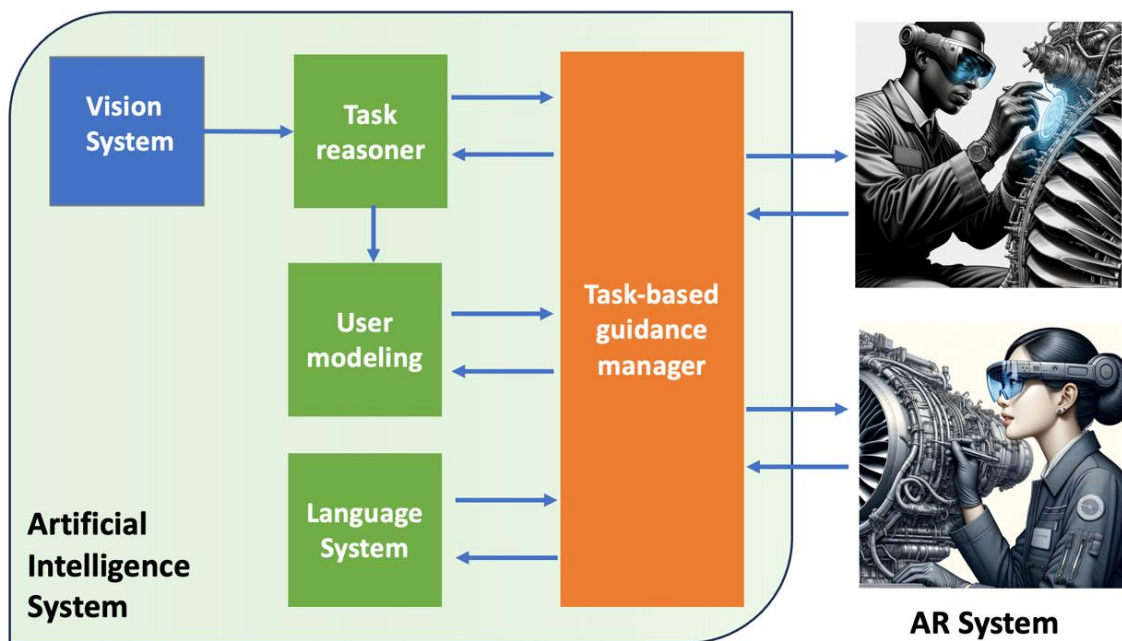 Vision
System
Task
reasoner
User
modeling
Language
System
Task-based
guidance
manager
Artificial
Intelligence
System
AR System